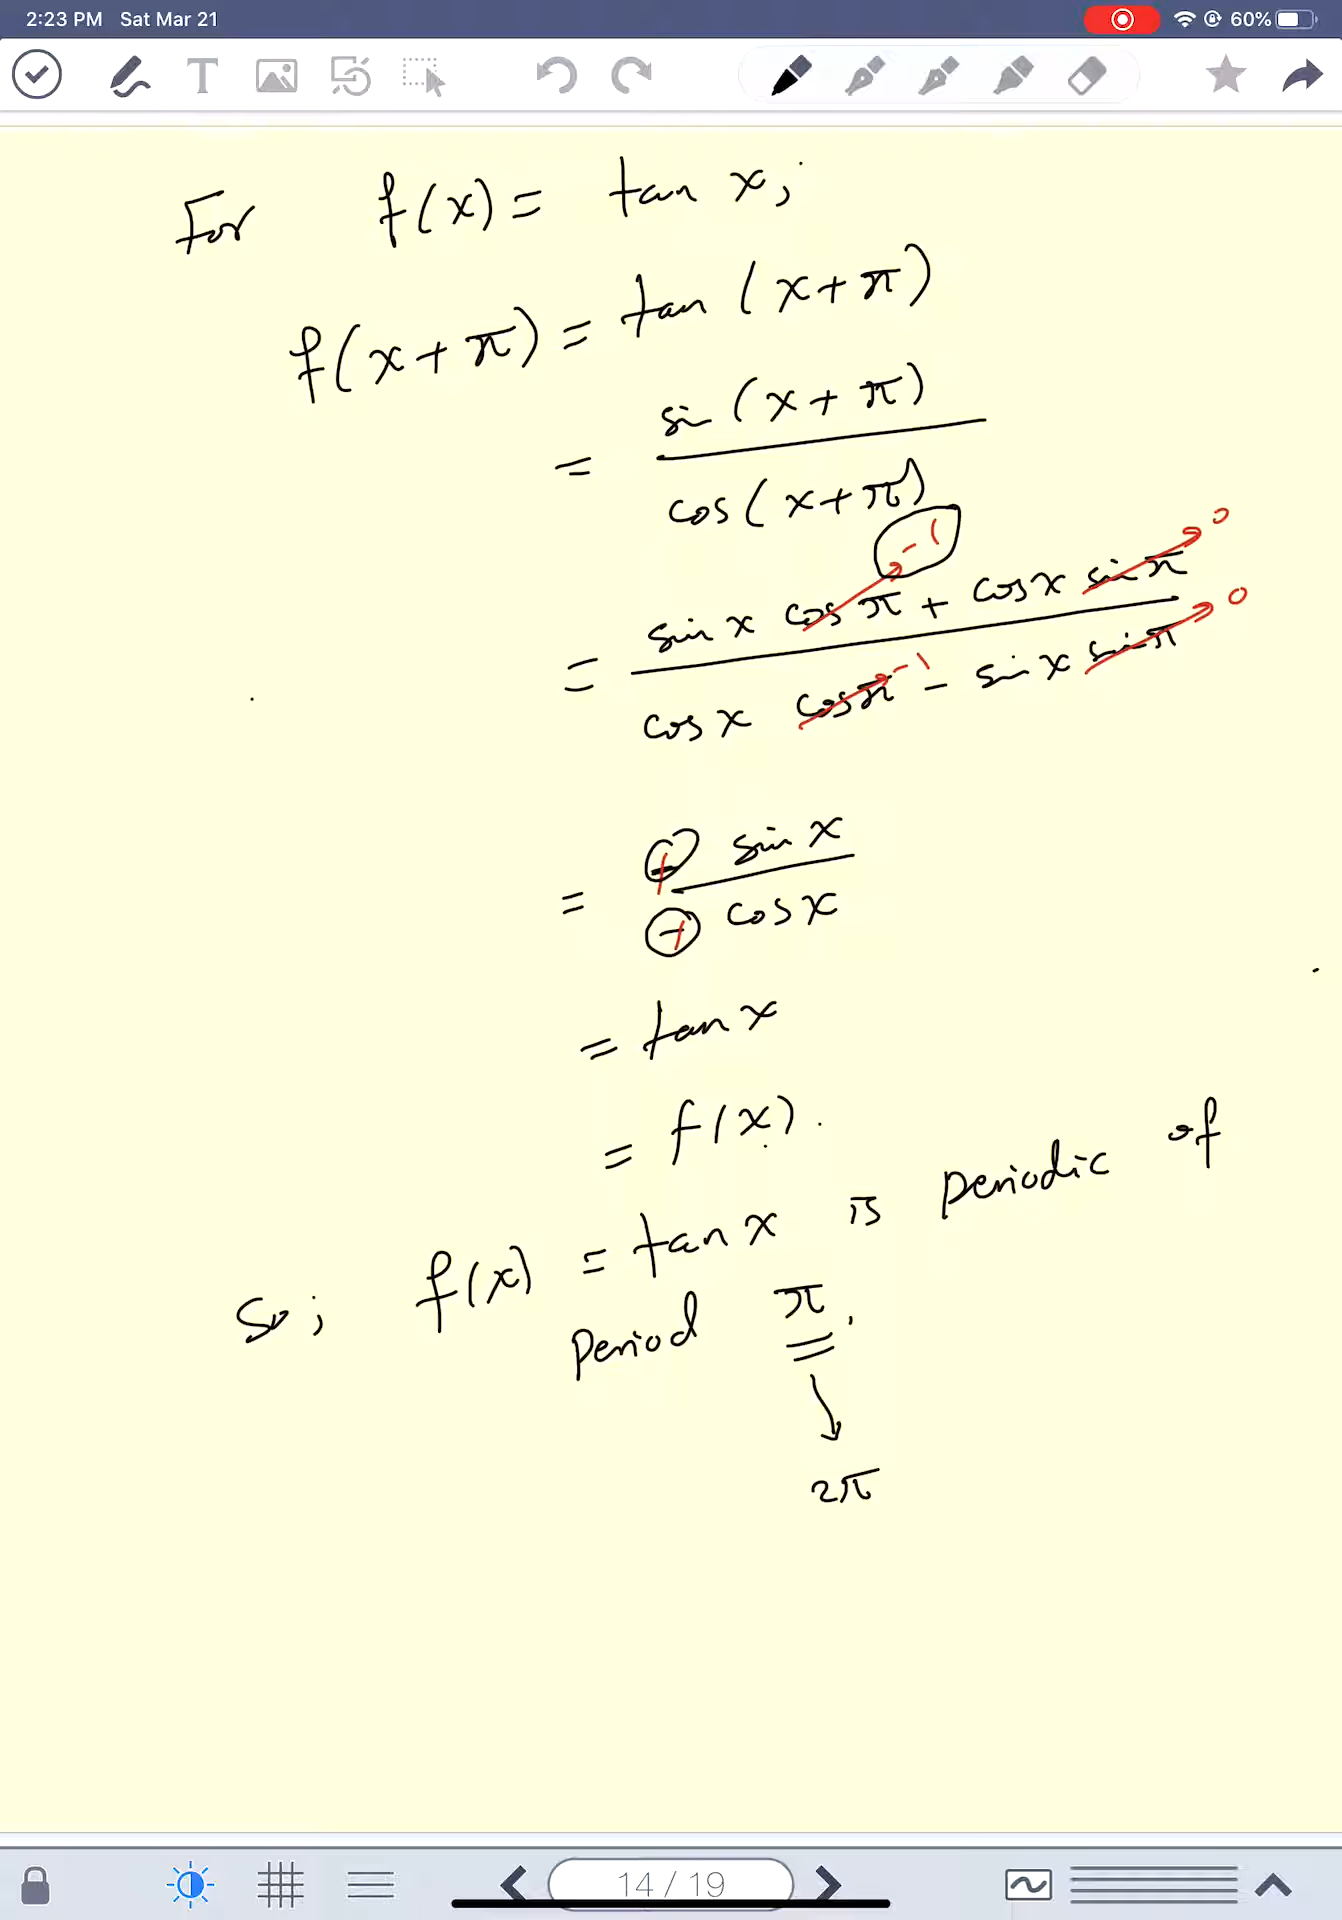 2:23 PM Sat Mar 21 60%
For f(x) = tan x;
f(x+π) = tan (x+π)
= sin (x+π) / cos(x+π)
= sin x cos π → -1 + cos x sin π → 0 / cos x cos π → -1 - sin x sin π → 0
= - sin x / - cos x
= tan x
= f(x).
So; f(x) = tan x is periodic of
period π.
2π
14 / 19